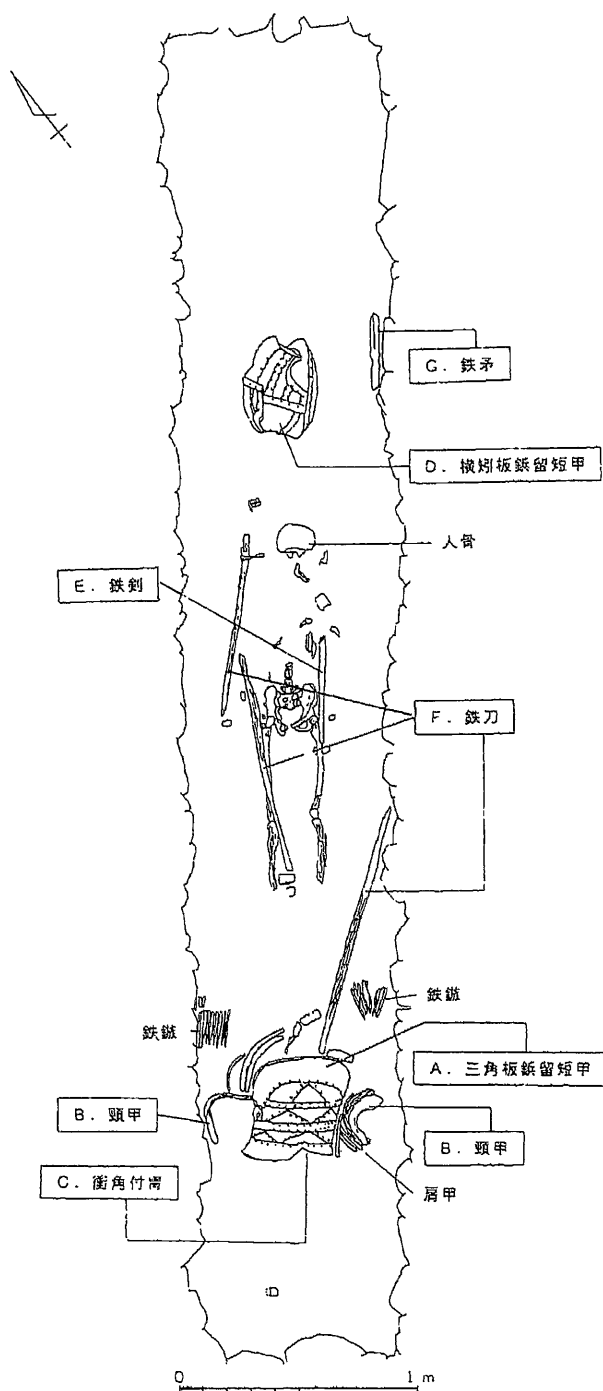 G. 鉄矛
D. 横矧板鋲留短甲
人骨
E. 鉄剣
F. 鉄刀
鉄鏃
鉄鏃
A. 三角板鋲留短甲
B. 頸甲
B. 頸甲
C. 衝角付冑
肩甲
0 1 m